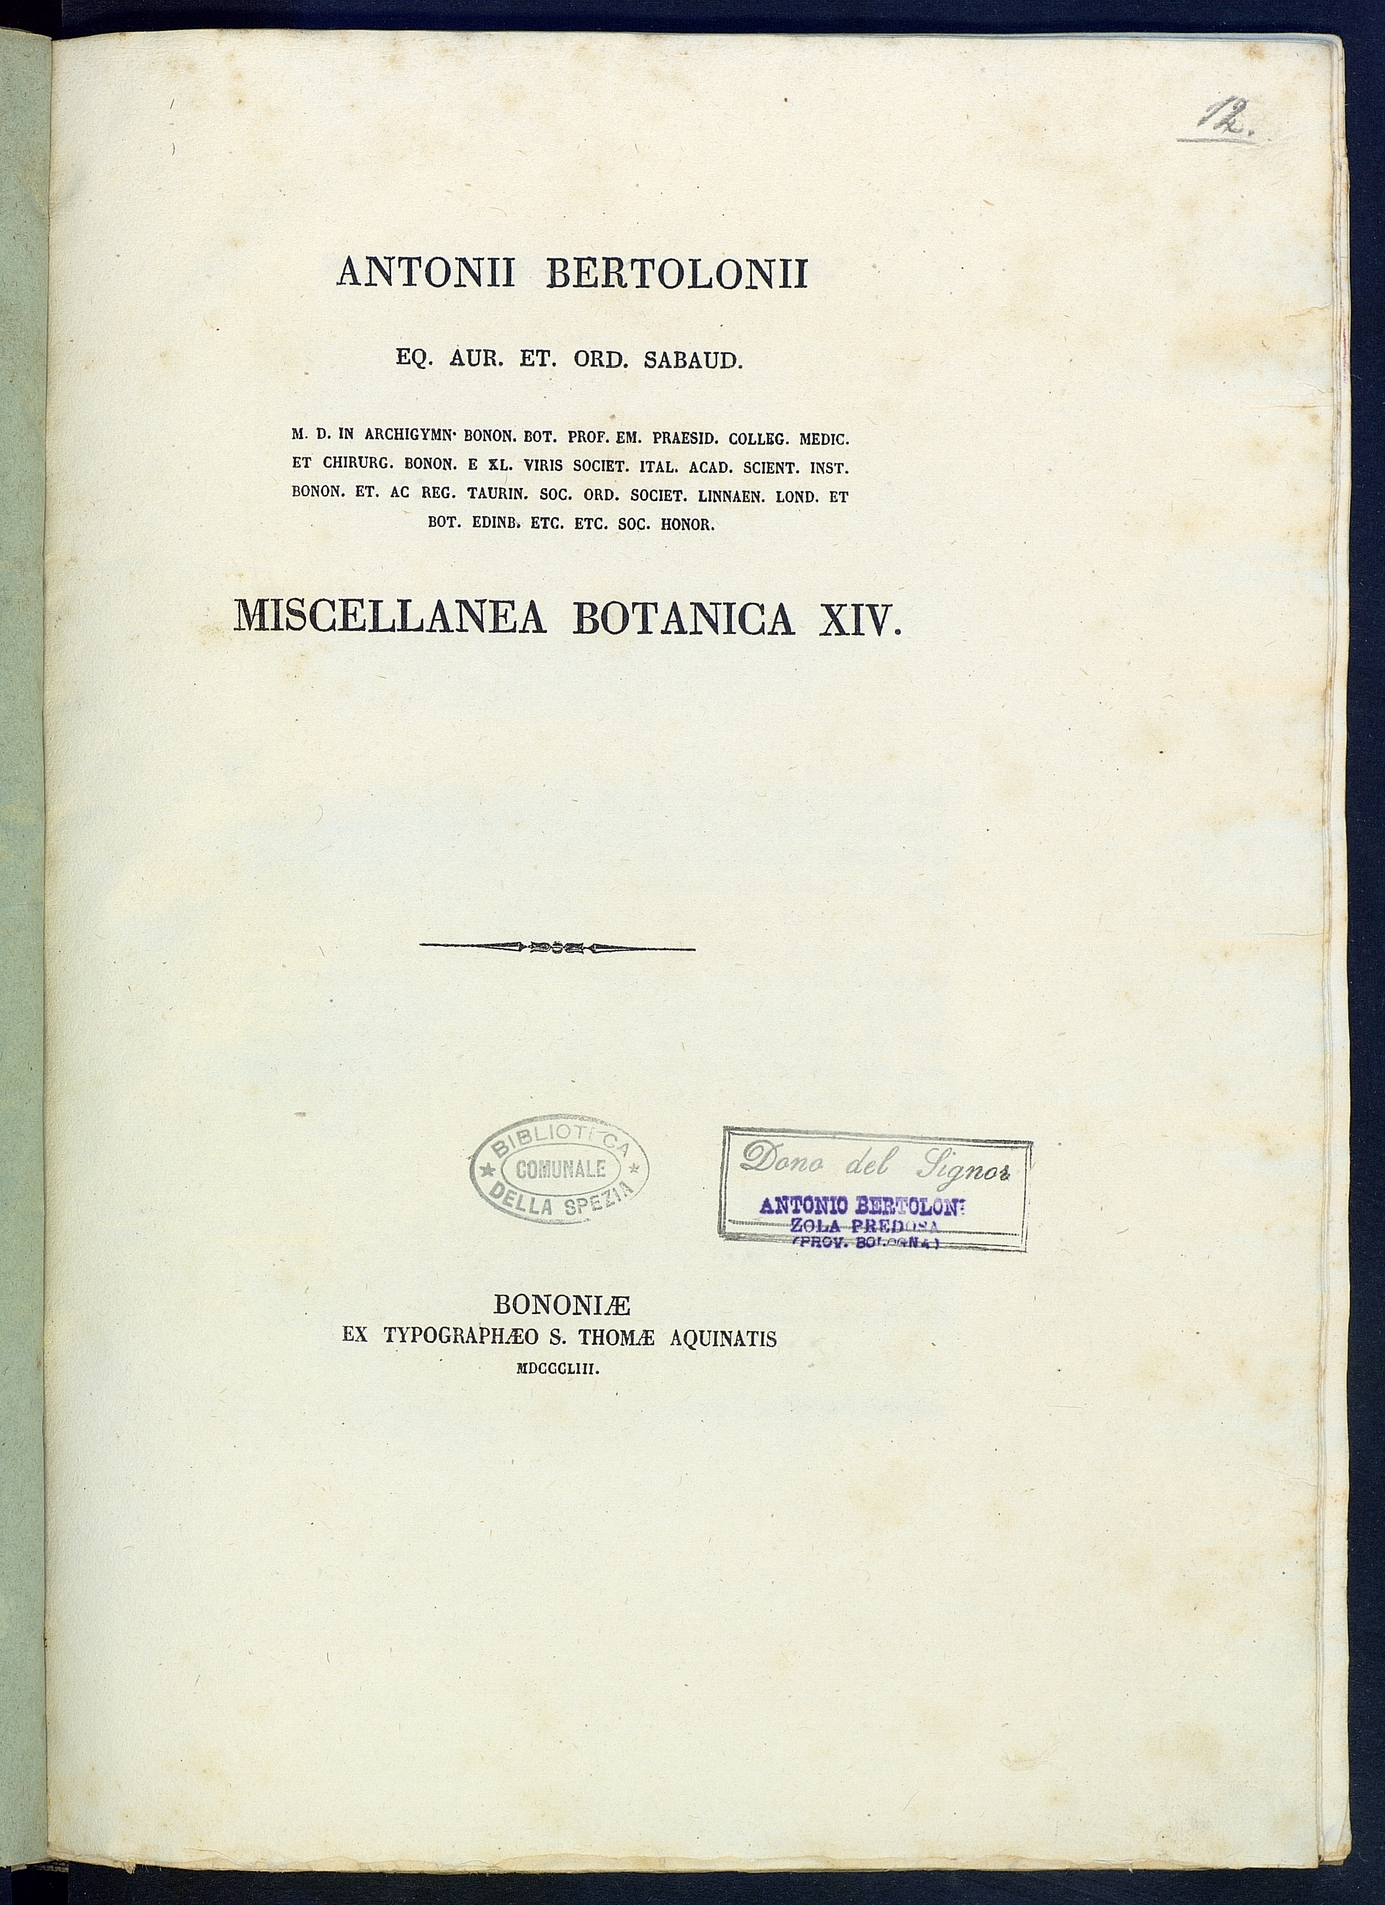 12.
ANTONII BERTOLONII
EQ. AUR. ET. ORD. SABAUD.
M. D. IN ARCHIGYMN. BONON. BOT. PROF. EM. PRAESID. COLLEG. MEDIC.
ET CHIRURG. BONON. E XL. VIRIS SOCIET. ITAL. ACAD. SCIENT. INST.
BONON. ET. AC REG. TAURIN. SOC. ORD. SOCIET. LINNAEN. LOND. ET
BOT. EDINB. ETC. ETC. SOC. HONOR.
MISCELLANEA BOTANICA XIV.
BIBLIOTECA
COMUNALE
DELLA SPEZIA
Dono del Signor
ANTONIO BERTOLONI
ZOLA PREDOSA
(PROV. BOLOGNA)
BONONIÆ
EX TYPOGRAPHÆO S. THOMÆ AQUINATIS
MDCCCLIII.